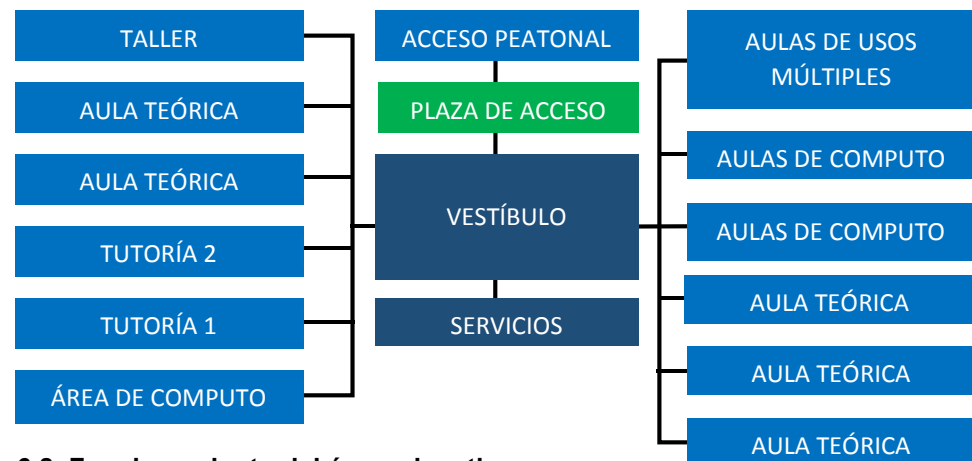 TALLER
AULA TEÓRICA
AULA TEÓRICA
TUTORÍA 2
TUTORÍA 1
ÁREA DE COMPUTO
ACCESO PEATONAL
PLAZA DE ACCESO
VESTÍBULO
SERVICIOS
AULAS DE USOS
MÚLTIPLES
AULAS DE COMPUTO
AULAS DE COMPUTO
AULA TEÓRICA
AULA TEÓRICA
AULA TEÓRICA